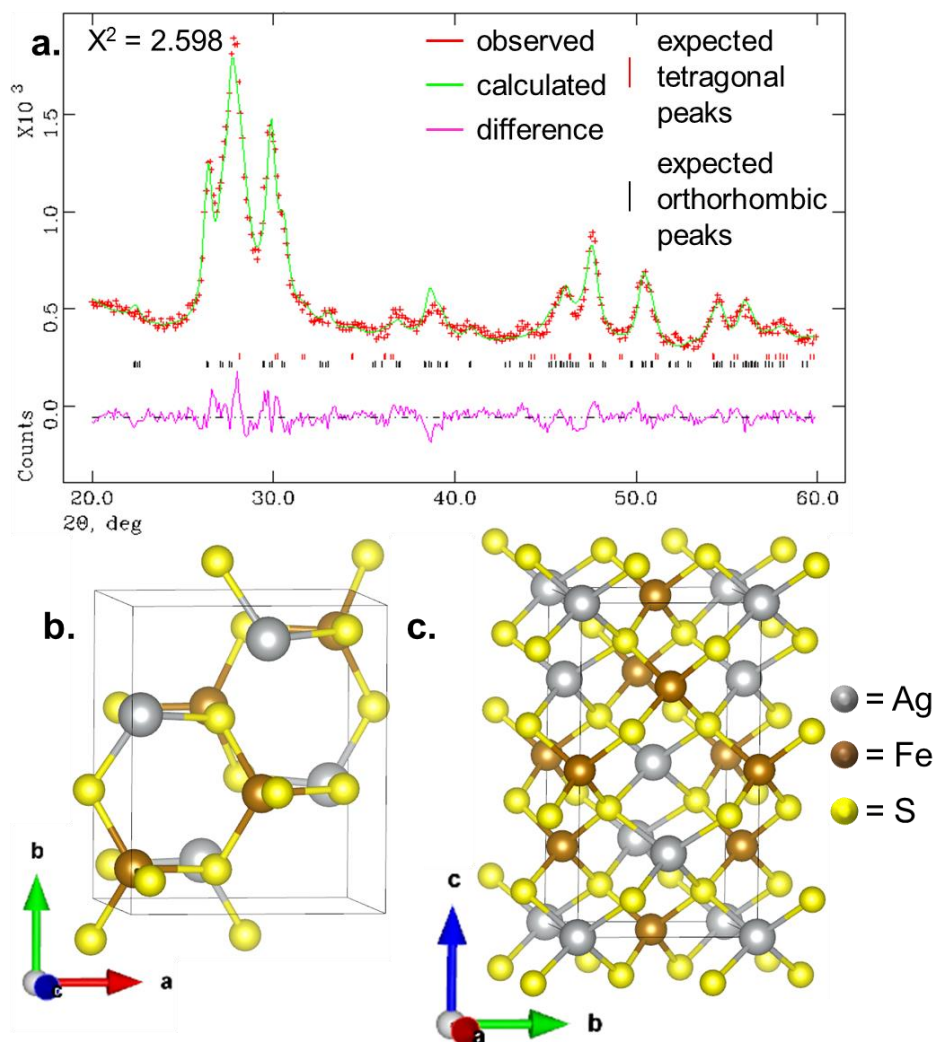 a.
X² = 2.598
observed
calculated
difference
expected
tetragonal
peaks
expected
orthorhombic
peaks
X10 3
1.5
1.0
0.5
0.0
Counts
20.0 30.0 40.0 50.0 60.0
2Θ, deg
b.
b
c
a
c.
= Ag
= Fe
= S
c
a
b